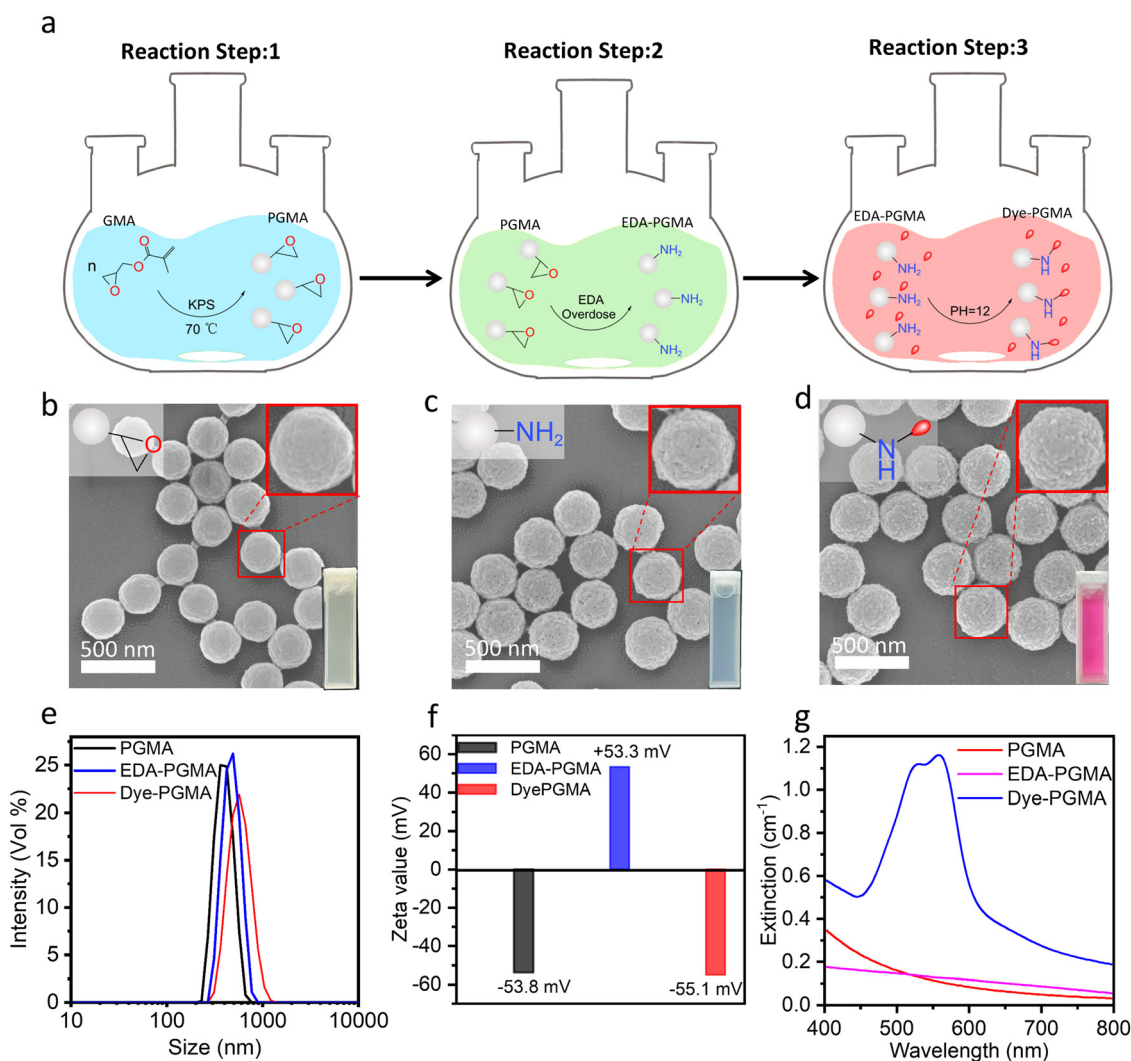 a
Reaction Step:1
Reaction Step:2
Reaction Step:3
GMA
PGMA
n
O
O
O
O
O
O
KPS
70 ℃
PGMA
EDA-PGMA
O
O
O
NH2
NH2
NH2
EDA
Overdose
EDA-PGMA
Dye-PGMA
NH2
NH2
NH2
PH=12
N
H
N
H
N
H
b
O
500 nm
c
NH2
500 nm
d
N
H
500 nm
e
PGMA
EDA-PGMA
Dye-PGMA
Intensity (Vol %)
25
20
15
10
5
0
10
100
1000
10000
Size (nm)
f
PGMA
EDA-PGMA
DyePGMA
+53.3 mV
-53.8 mV
-55.1 mV
Zeta value (mV)
60
40
20
0
-20
-40
-60
g
PGMA
EDA-PGMA
Dye-PGMA
Extinction (cm-1)
1.2
1.0
0.8
0.6
0.4
0.2
0.0
400
500
600
700
800
Wavelength (nm)